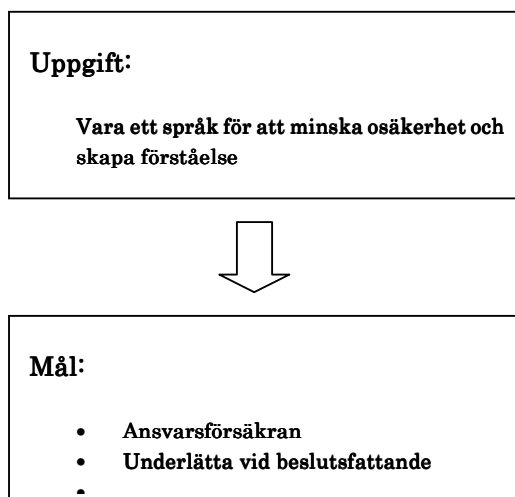 Uppgift:
Vara ett språk för att minska osäkerhet och
skapa förståelse
Mål:
• Ansvarsförsäkran
• Underlätta vid beslutsfattande
•